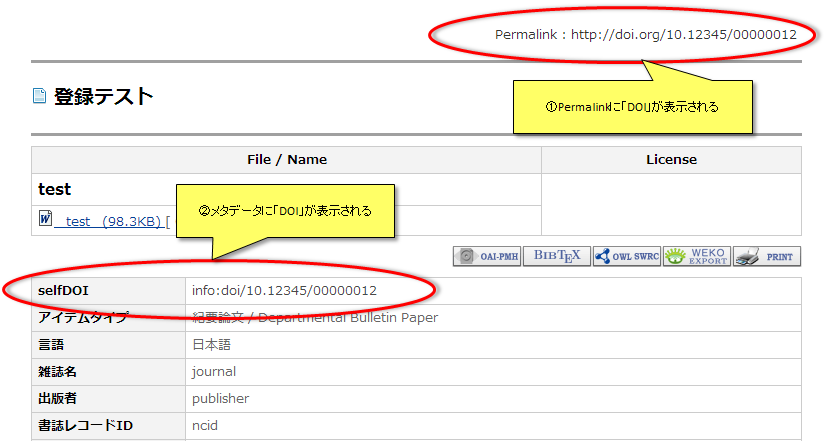 Permalink : http://doi.org/10.12345/00000012
①Permalinkに「DOI」が表示される
登録テスト
File / Name
License
test
test (98.3KB) [
②メタデータに「DOI」が表示される
OAI-PMH
BIBTEX
OWL SWRC
WEKO EXPORT
PRINT
selfDOI info:doi/10.12345/00000012
アイテムタイプ 紀要論文 / Departmental Bulletin Paper
言語 日本語
雑誌名 journal
出版者 publisher
書誌レコードID ncid